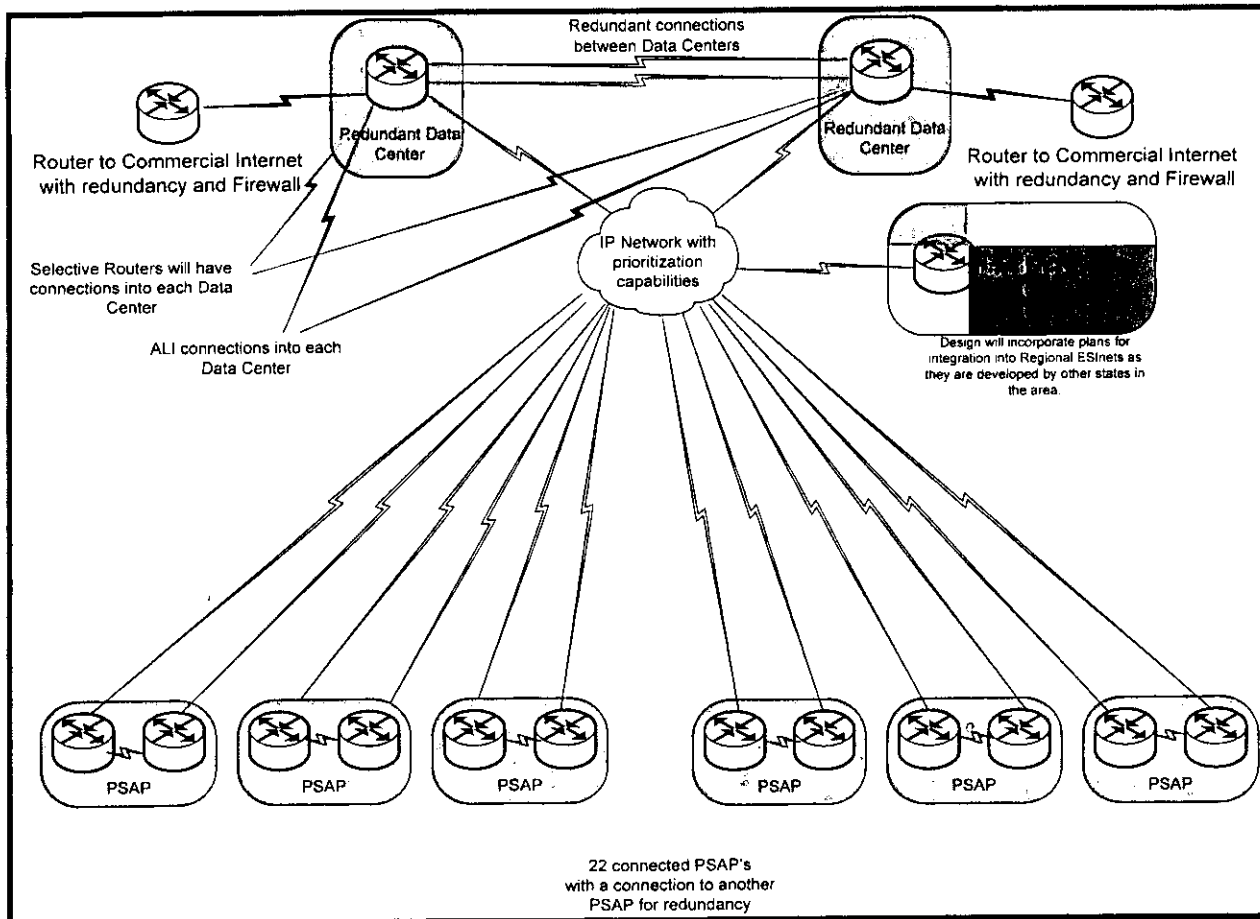 Redundant connections
between Data Centers
Redundant Data
Center
Redundant Data
Center
Router to Commercial Internet
with redundancy and Firewall
Router to Commercial Internet
with redundancy and Firewall
IP Network with
prioritization
capabilities
Selective Routers will have
connections into each Data
Center
ALI connections into each
Data Center
Design will incorporate plans for
integration into Regional ESInets as
they are developed by other states in
the area.
PSAP
PSAP
PSAP
PSAP
PSAP
PSAP
22 connected PSAP's
with a connection to another
PSAP for redundancy